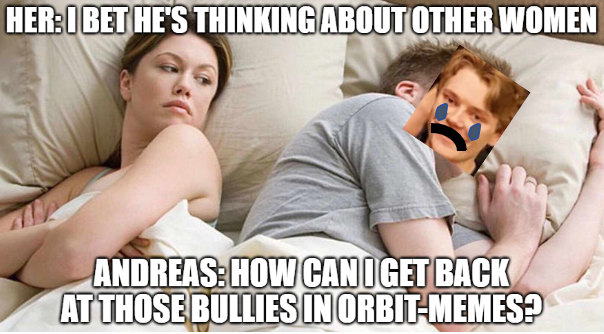 HER: I BET HE'S THINKING ABOUT OTHER WOMEN
ANDREAS: HOW CAN I GET BACK
AT THOSE BULLIES IN ORBIT-MEMES?